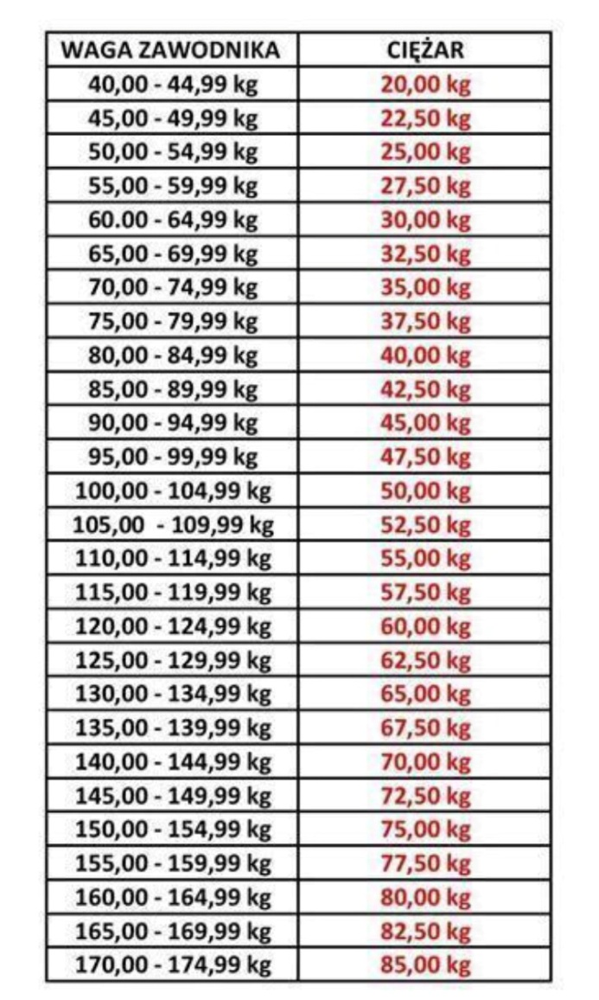 WAGA ZAWODNIKA CIĘŻAR
40,00 - 44,99 kg 20,00 kg
45,00 - 49,99 kg 22,50 kg
50,00 - 54,99 kg 25,00 kg
55,00 - 59,99 kg 27,50 kg
60.00 - 64,99 kg 30,00 kg
65,00 - 69,99 kg 32,50 kg
70,00 - 74,99 kg 35,00 kg
75,00 - 79,99 kg 37,50 kg
80,00 - 84,99 kg 40,00 kg
85,00 - 89,99 kg 42,50 kg
90,00 - 94,99 kg 45,00 kg
95,00 - 99,99 kg 47,50 kg
100,00 - 104,99 kg 50,00 kg
105,00  - 109,99 kg 52,50 kg
110,00 - 114,99 kg 55,00 kg
115,00 - 119,99 kg 57,50 kg
120,00 - 124,99 kg 60,00 kg
125,00 - 129,99 kg 62,50 kg
130,00 - 134,99 kg 65,00 kg
135,00 - 139,99 kg 67,50 kg
140,00 - 144,99 kg 70,00 kg
145,00 - 149,99 kg 72,50 kg
150,00 - 154,99 kg 75,00 kg
155,00 - 159,99 kg 77,50 kg
160,00 - 164,99 kg 80,00 kg
165,00 - 169,99 kg 82,50 kg
170,00 - 174,99 kg 85,00 kg